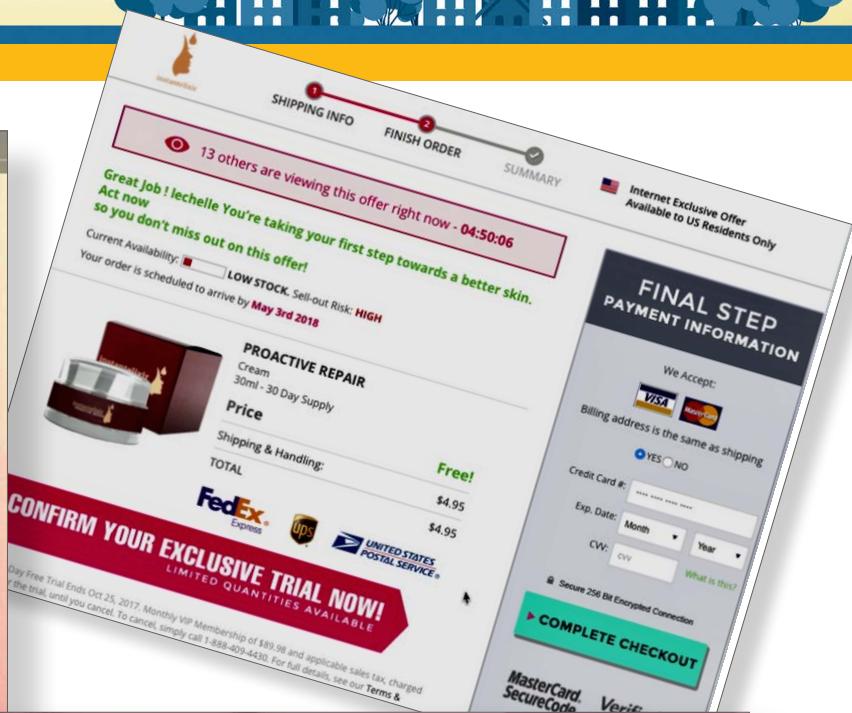 instantelixir
1
SHIPPING INFO
2
FINISH ORDER
SUMMARY
Internet Exclusive Offer
Available to US Residents Only
13 others are viewing this offer right now - 04:50:06
Great Job ! lechelle You're taking your first step towards a better skin.
Act now
so you don't miss out on this offer!
Current Availability: LOW STOCK. Sell-out Risk: HIGH
Your order is scheduled to arrive by May 3rd 2018
PROACTIVE REPAIR
Cream
30ml - 30 Day Supply
Price
Free!
Shipping & Handling:
$4.95
TOTAL
$4.95
FedEx
Express
ups
UNITED STATES
POSTAL SERVICE®
CONFIRM YOUR EXCLUSIVE TRIAL NOW!
LIMITED QUANTITIES AVAILABLE
Day Free Trial Ends Oct 25, 2017. Monthly VIP Membership of $89.98 and applicable sales tax, charged
the trial, until you cancel. To cancel, simply call 1-888-409-4430. For full details, see our Terms &
FINAL STEP
PAYMENT INFORMATION
We Accept:
VISA
MasterCard
Billing address is the same as shipping
YES NO
Credit Card #:
Exp. Date:
Month
Year
CVV:
CVV
What is this?
Secure 256 Bit Encrypted Connection
COMPLETE CHECKOUT
MasterCard.
SecureCode